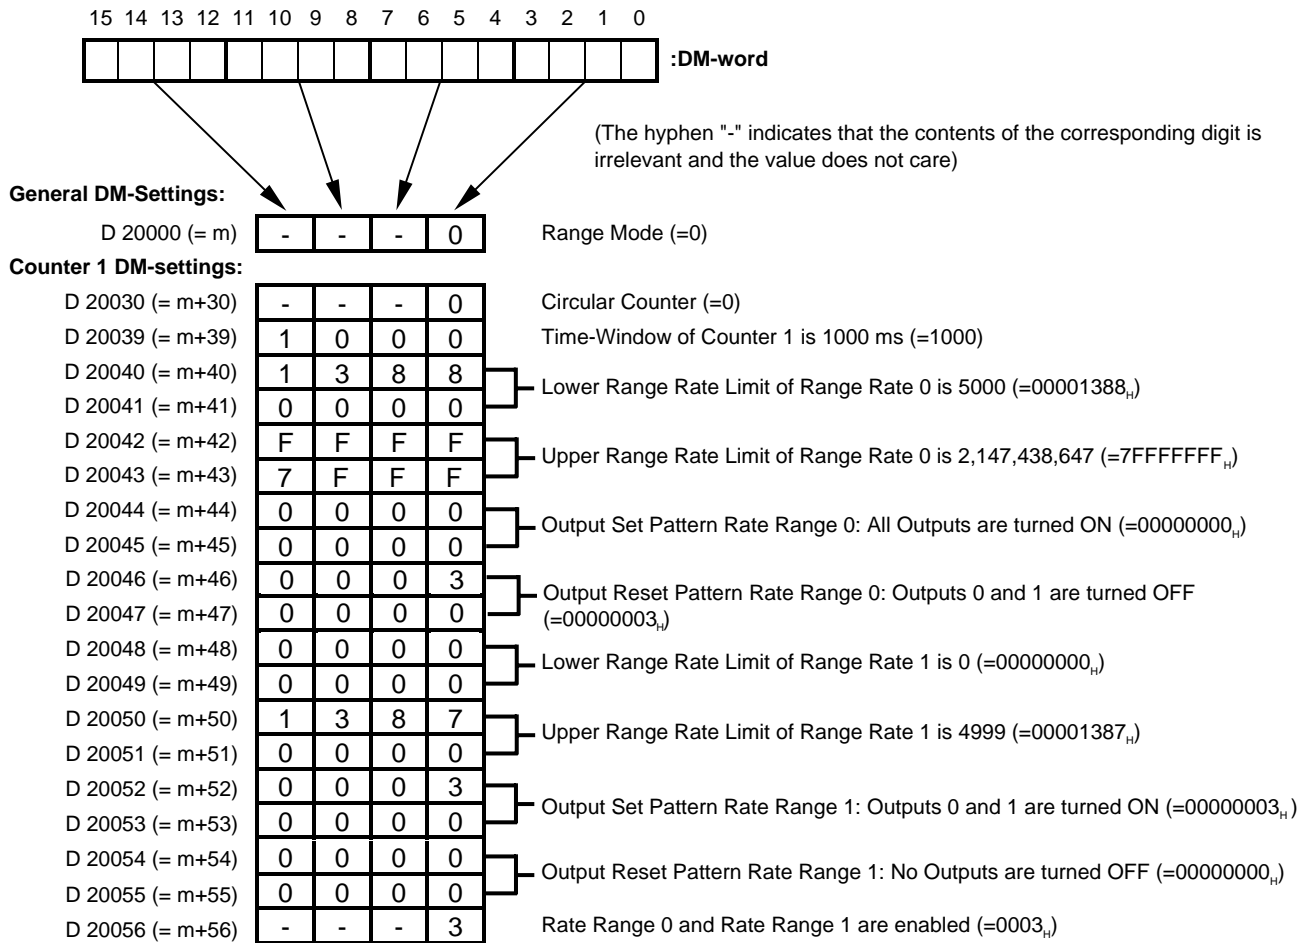 15 14 13 12 11 10 9 8 7 6 5 4 3 2 1 0
:DM-word
(The hyphen "-" indicates that the contents of the corresponding digit is
irrelevant and the value does not care)
General DM-Settings:
D 20000 (= m) - - - 0 Range Mode (=0)
Counter 1 DM-settings:
D 20030 (= m+30) - - - 0 Circular Counter (=0)
D 20039 (= m+39) 1 0 0 0 Time-Window of Counter 1 is 1000 ms (=1000)
D 20040 (= m+40) 1 3 8 8
Lower Range Rate Limit of Range Rate 0 is 5000 (=00001388H)
D 20041 (= m+41) 0 0 0 0
D 20042 (= m+42) F F F F
Upper Range Rate Limit of Range Rate 0 is 2,147,438,647 (=7FFFFFFFH)
D 20043 (= m+43) 7 F F F
D 20044 (= m+44) 0 0 0 0
Output Set Pattern Rate Range 0: All Outputs are turned ON (=00000000H)
D 20045 (= m+45) 0 0 0 0
D 20046 (= m+46) 0 0 0 3
Output Reset Pattern Rate Range 0: Outputs 0 and 1 are turned OFF
D 20047 (= m+47) 0 0 0 0
(=00000003H)
D 20048 (= m+48) 0 0 0 0
Lower Range Rate Limit of Range Rate 1 is 0 (=00000000H)
D 20049 (= m+49) 0 0 0 0
D 20050 (= m+50) 1 3 8 7
Upper Range Rate Limit of Range Rate 1 is 4999 (=00001387H)
D 20051 (= m+51) 0 0 0 0
D 20052 (= m+52) 0 0 0 3
Output Set Pattern Rate Range 1: Outputs 0 and 1 are turned ON (=00000003H)
D 20053 (= m+53) 0 0 0 0
D 20054 (= m+54) 0 0 0 0
Output Reset Pattern Rate Range 1: No Outputs are turned OFF (=00000000H)
D 20055 (= m+55) 0 0 0 0
D 20056 (= m+56) - - - 3 Rate Range 0 and Rate Range 1 are enabled (=0003H)